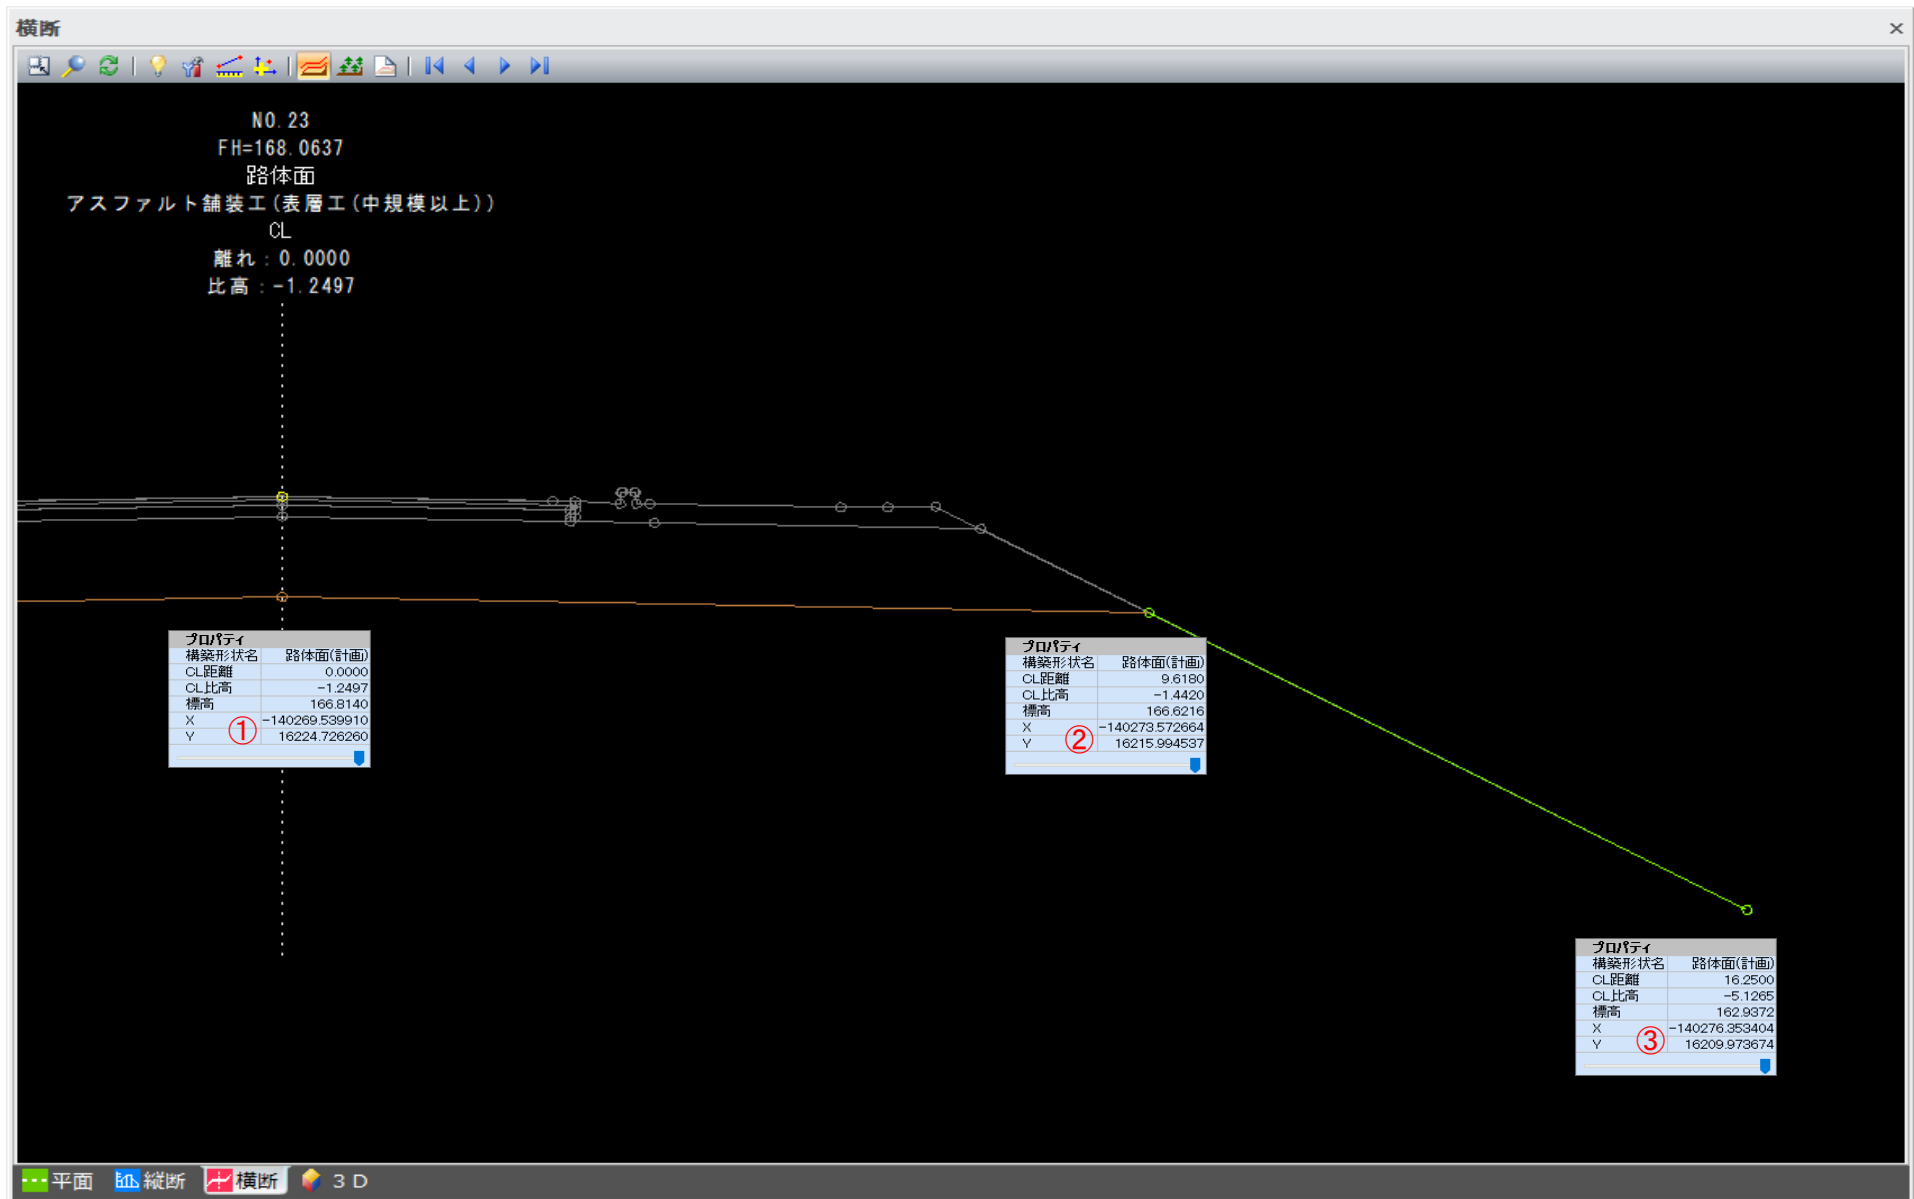 横断
NO.23
FH=168.0637
路体面
アスファルト舗装工(表層工(中規模以上))
CL
離れ:0.0000
比高:-1.2497
プロパティ
構築形状名 路体面(計画)
CL距離 0.0000
CL比高 -1.2497
標高 166.8140
X -140269.539910
Y 16224.726260
①
プロパティ
構築形状名 路体面(計画)
CL距離 9.6180
CL比高 -1.4420
標高 166.6216
X -140273.572664
Y 16215.994537
②
プロパティ
構築形状名 路体面(計画)
CL距離 16.2500
CL比高 -5.1265
標高 162.9372
X -140276.353404
Y 16209.973674
③
平面 縦断 横断 3D